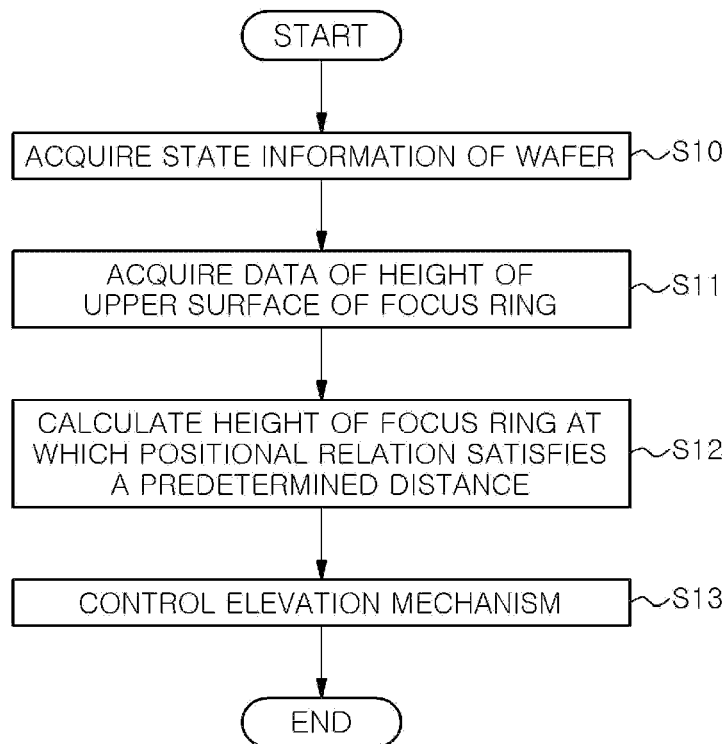 START
ACQUIRE STATE INFORMATION OF WAFER
S10
ACQUIRE DATA OF HEIGHT OF
UPPER SURFACE OF FOCUS RING
S11
CALCULATE HEIGHT OF FOCUS RING AT
WHICH POSITIONAL RELATION SATISFIES
A PREDETERMINED DISTANCE
S12
CONTROL ELEVATION MECHANISM
S13
END